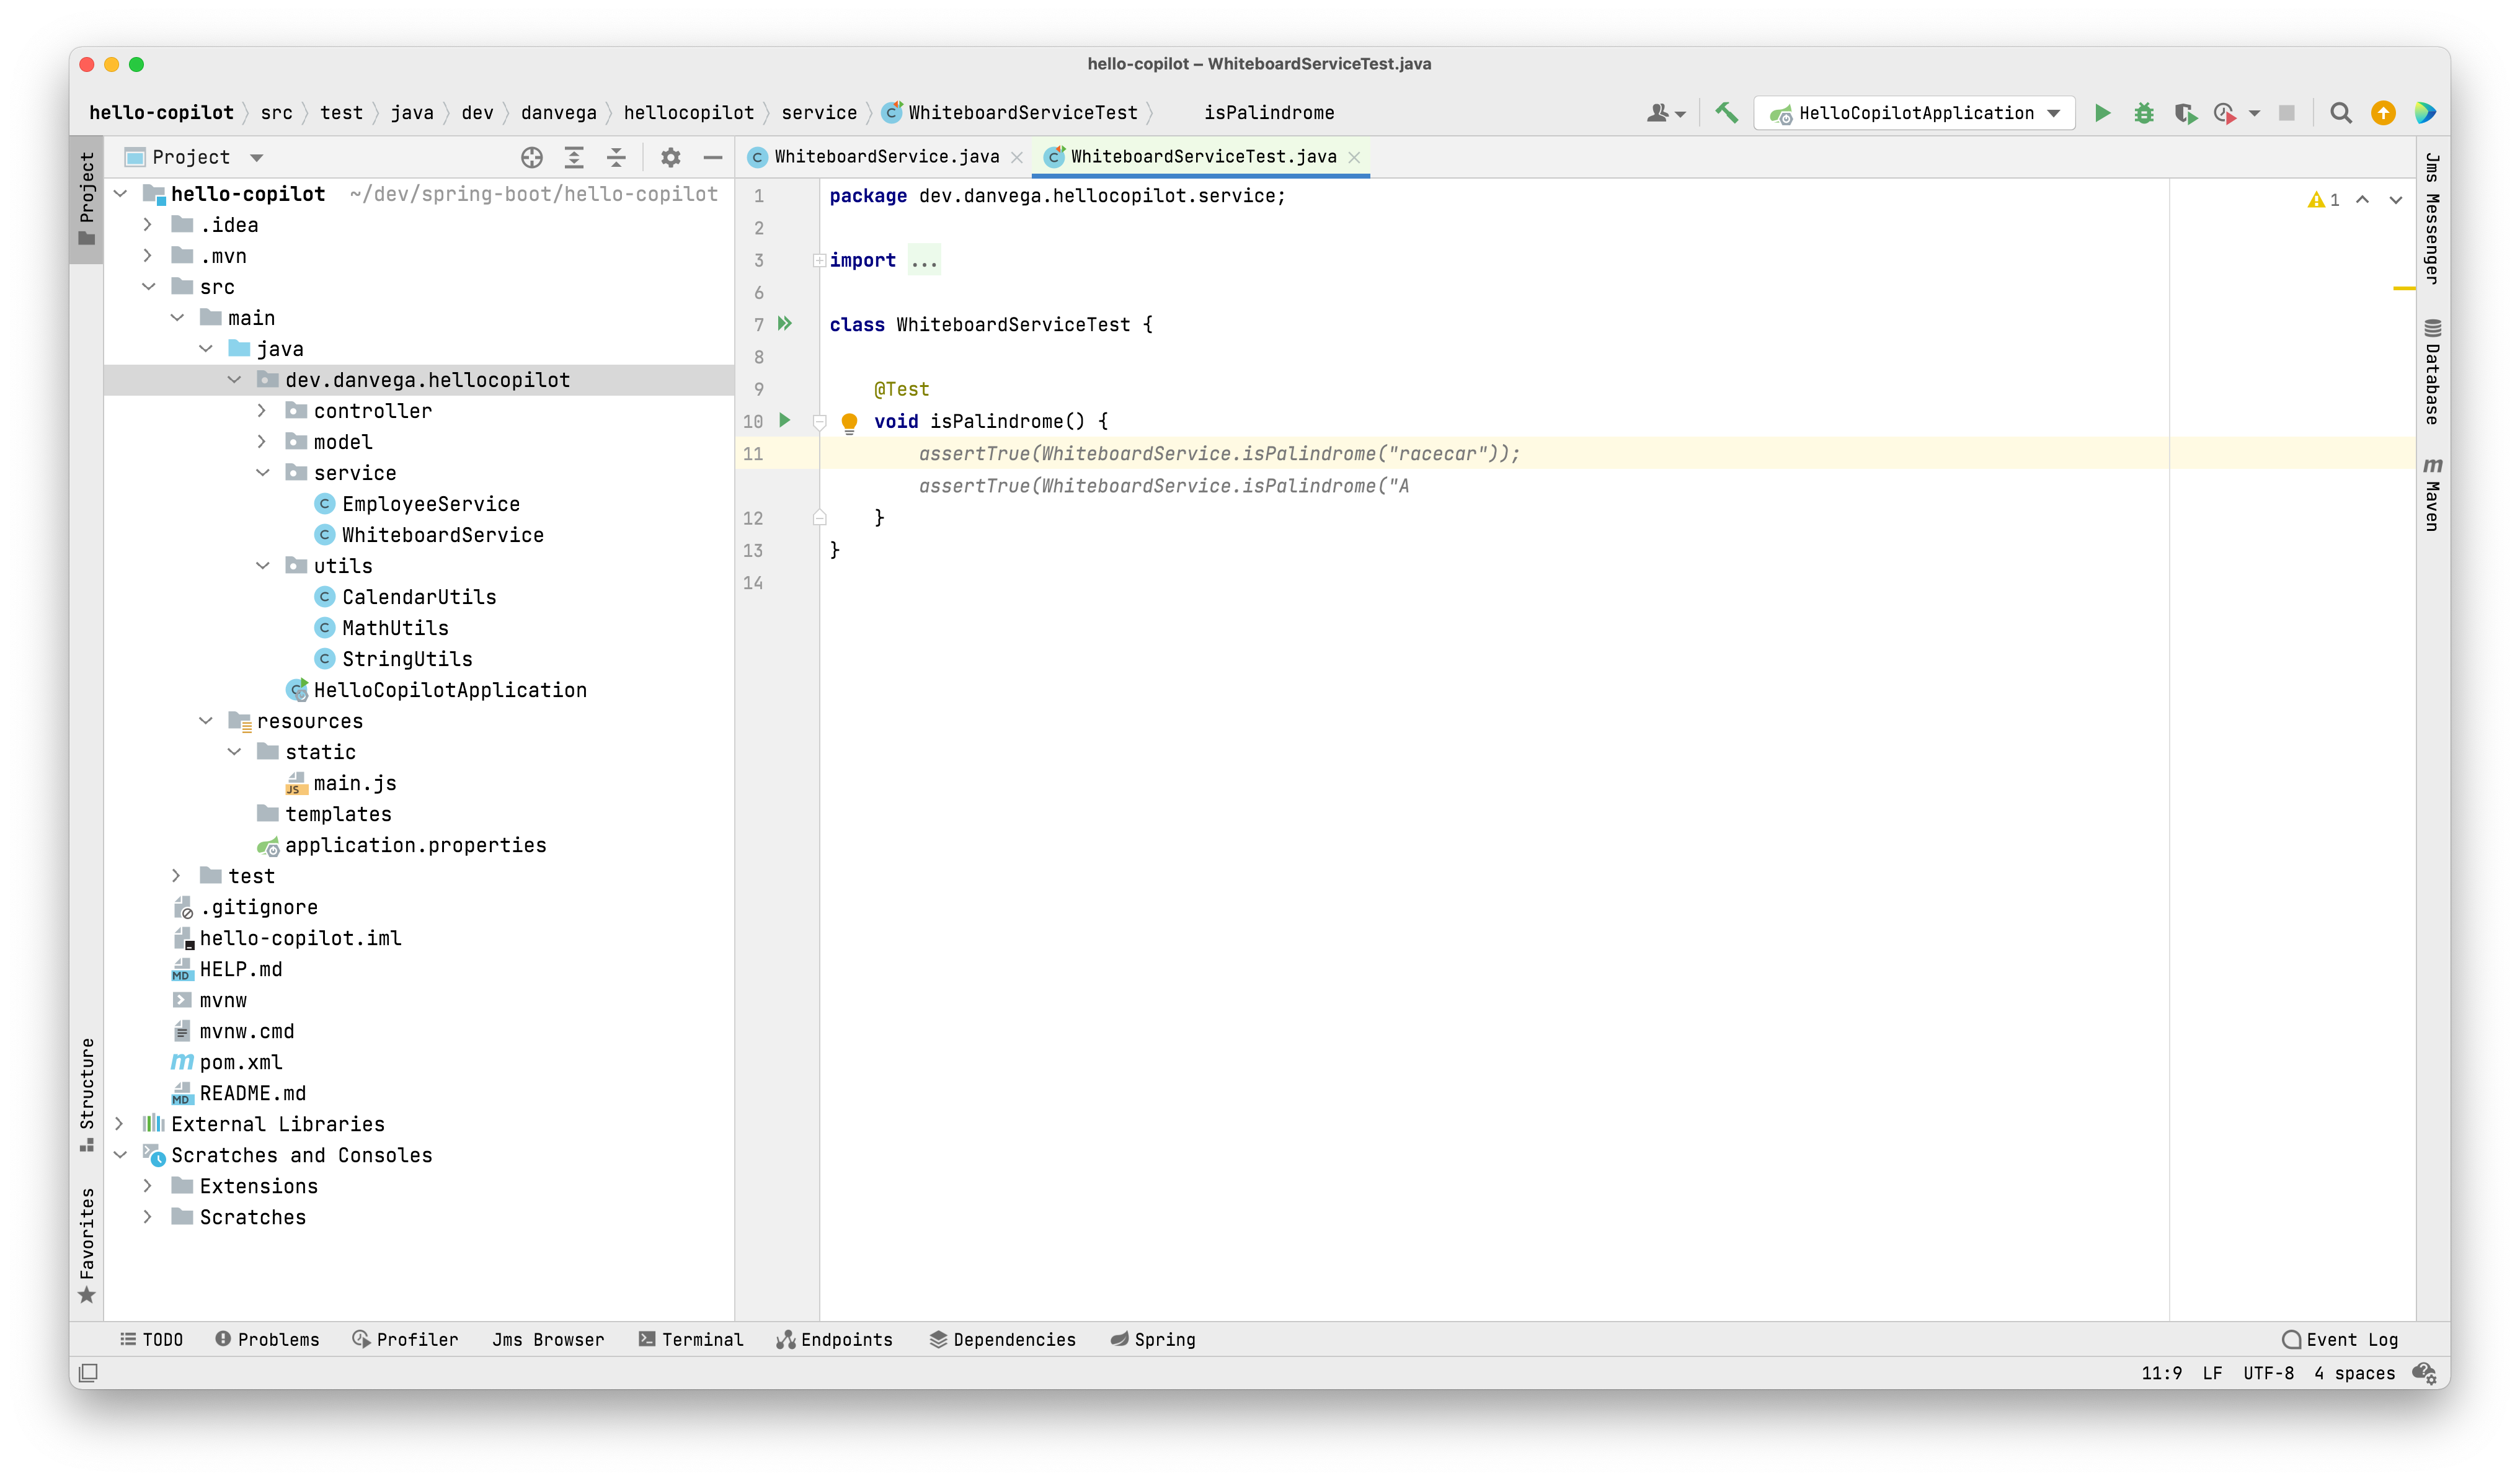 hello-copilot – WhiteboardServiceTest.java
hello-copilot src test java dev danvega hellocopilot service WhiteboardServiceTest isPalindrome HelloCopilotApplication
Project
Project
WhiteboardService.java
WhiteboardServiceTest.java
hello-copilot ~/dev/spring-boot/hello-copilot
.idea
.mvn
src
main
java
dev.danvega.hellocopilot
controller
model
service
EmployeeService
WhiteboardService
utils
CalendarUtils
MathUtils
StringUtils
HelloCopilotApplication
resources
static
JS main.js
templates
application.properties
test
.gitignore
hello-copilot.iml
MD HELP.md
mvnw
mvnw.cmd
m pom.xml
MD README.md
External Libraries
Scratches and Consoles
Extensions
Scratches
Structure
Favorites
1 package dev.danvega.hellocopilot.service;
2
3 import ...
6
7 class WhiteboardServiceTest {
8
9 @Test
10 void isPalindrome() {
11 assertTrue(WhiteboardService.isPalindrome("racecar"));
assertTrue(WhiteboardService.isPalindrome("A
12 }
13 }
14
1
Jms Messenger
Database
m Maven
TODO Problems Profiler Jms Browser Terminal Endpoints Dependencies Spring Event Log
11:9 LF UTF-8 4 spaces